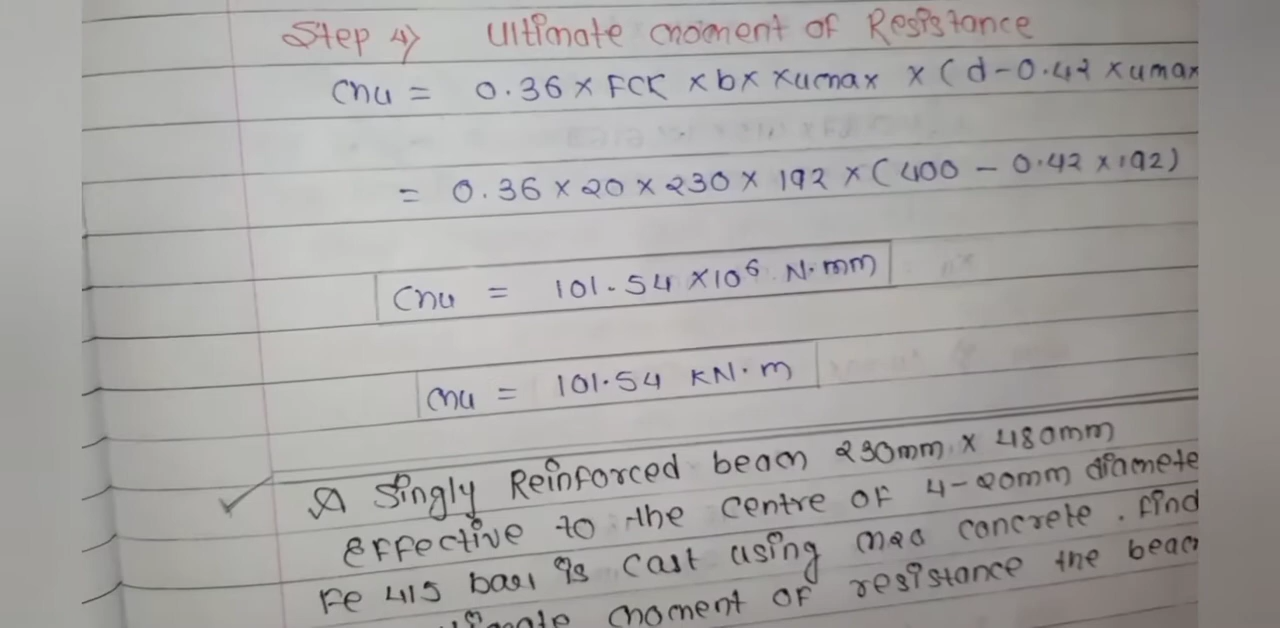 Step 4) Ultimate moment of Resistance
mu = 0.36 × FCK × b × xumax × (d - 0.42 xumax
= 0.36 × 20 × 230 × 192 × (400 - 0.42 × 192)
mu = 101.54 × 10⁶ N.mm
mu = 101.54 KN.m
A Singly Reinforced beam 230mm × 480mm
effective to the centre of 4-20mm diamete
Fe 415 bars is cast using M20 concrete. find
moment of resistance the beam